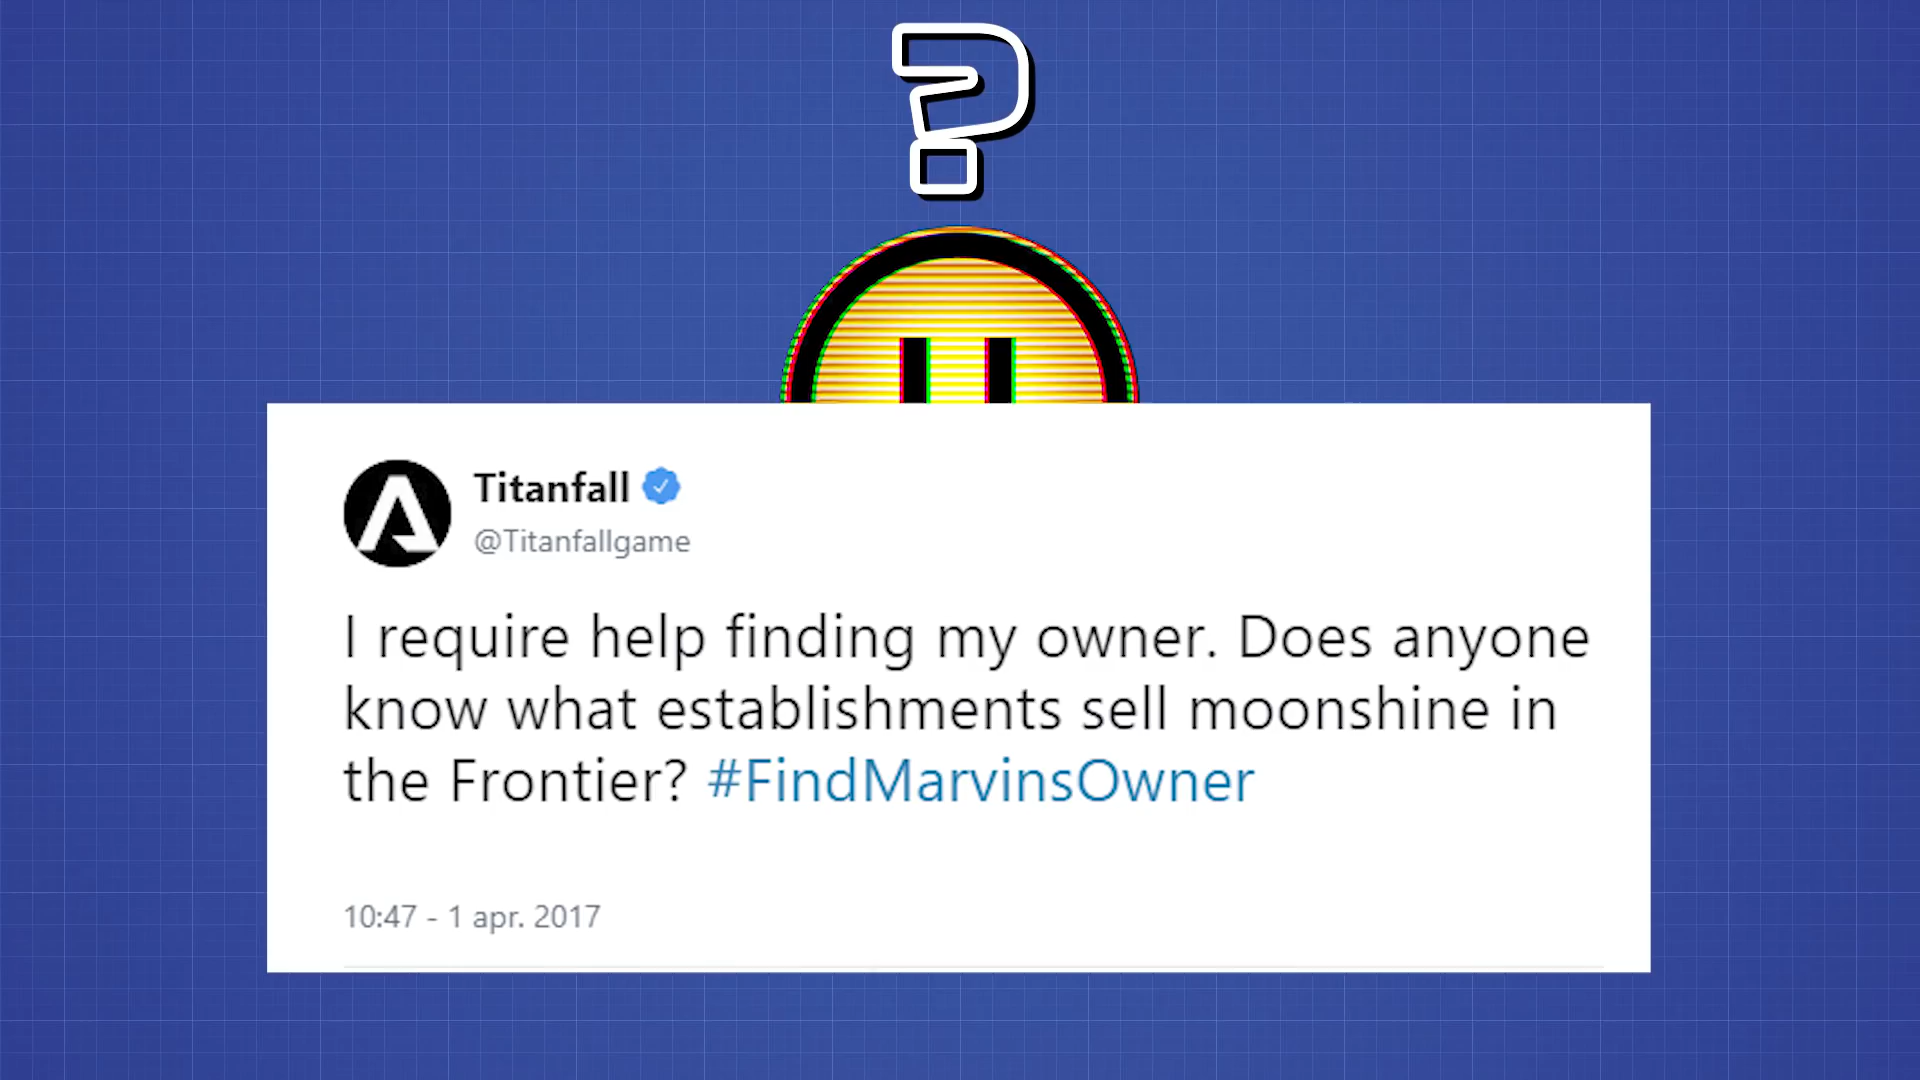 ?
Titanfall
@Titanfallgame
I require help finding my owner. Does anyone
know what establishments sell moonshine in
the Frontier? #FindMarvinsOwner
10:47 - 1 apr. 2017